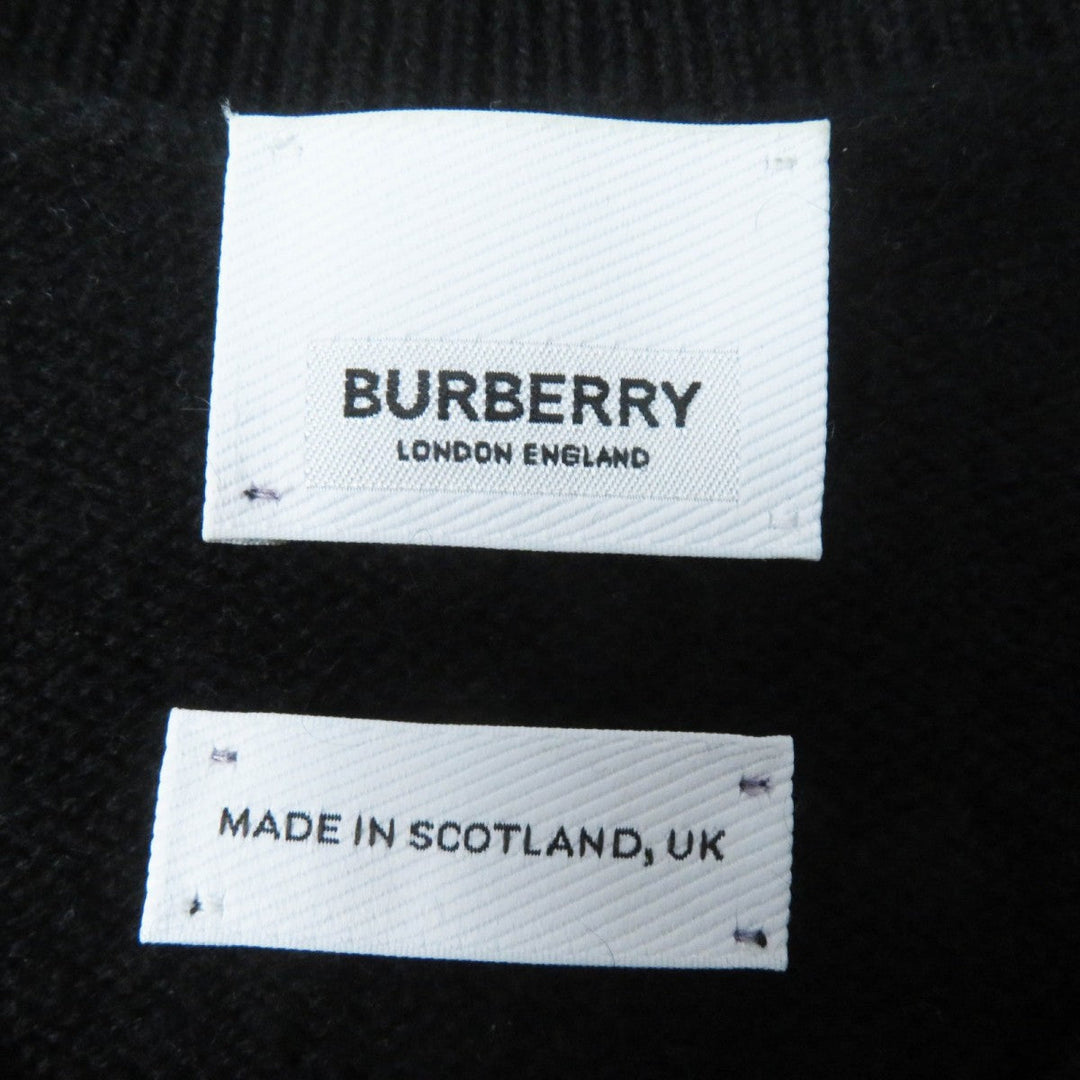 BURBERRY
LONDON ENGLAND
MADE IN SCOTLAND, UK